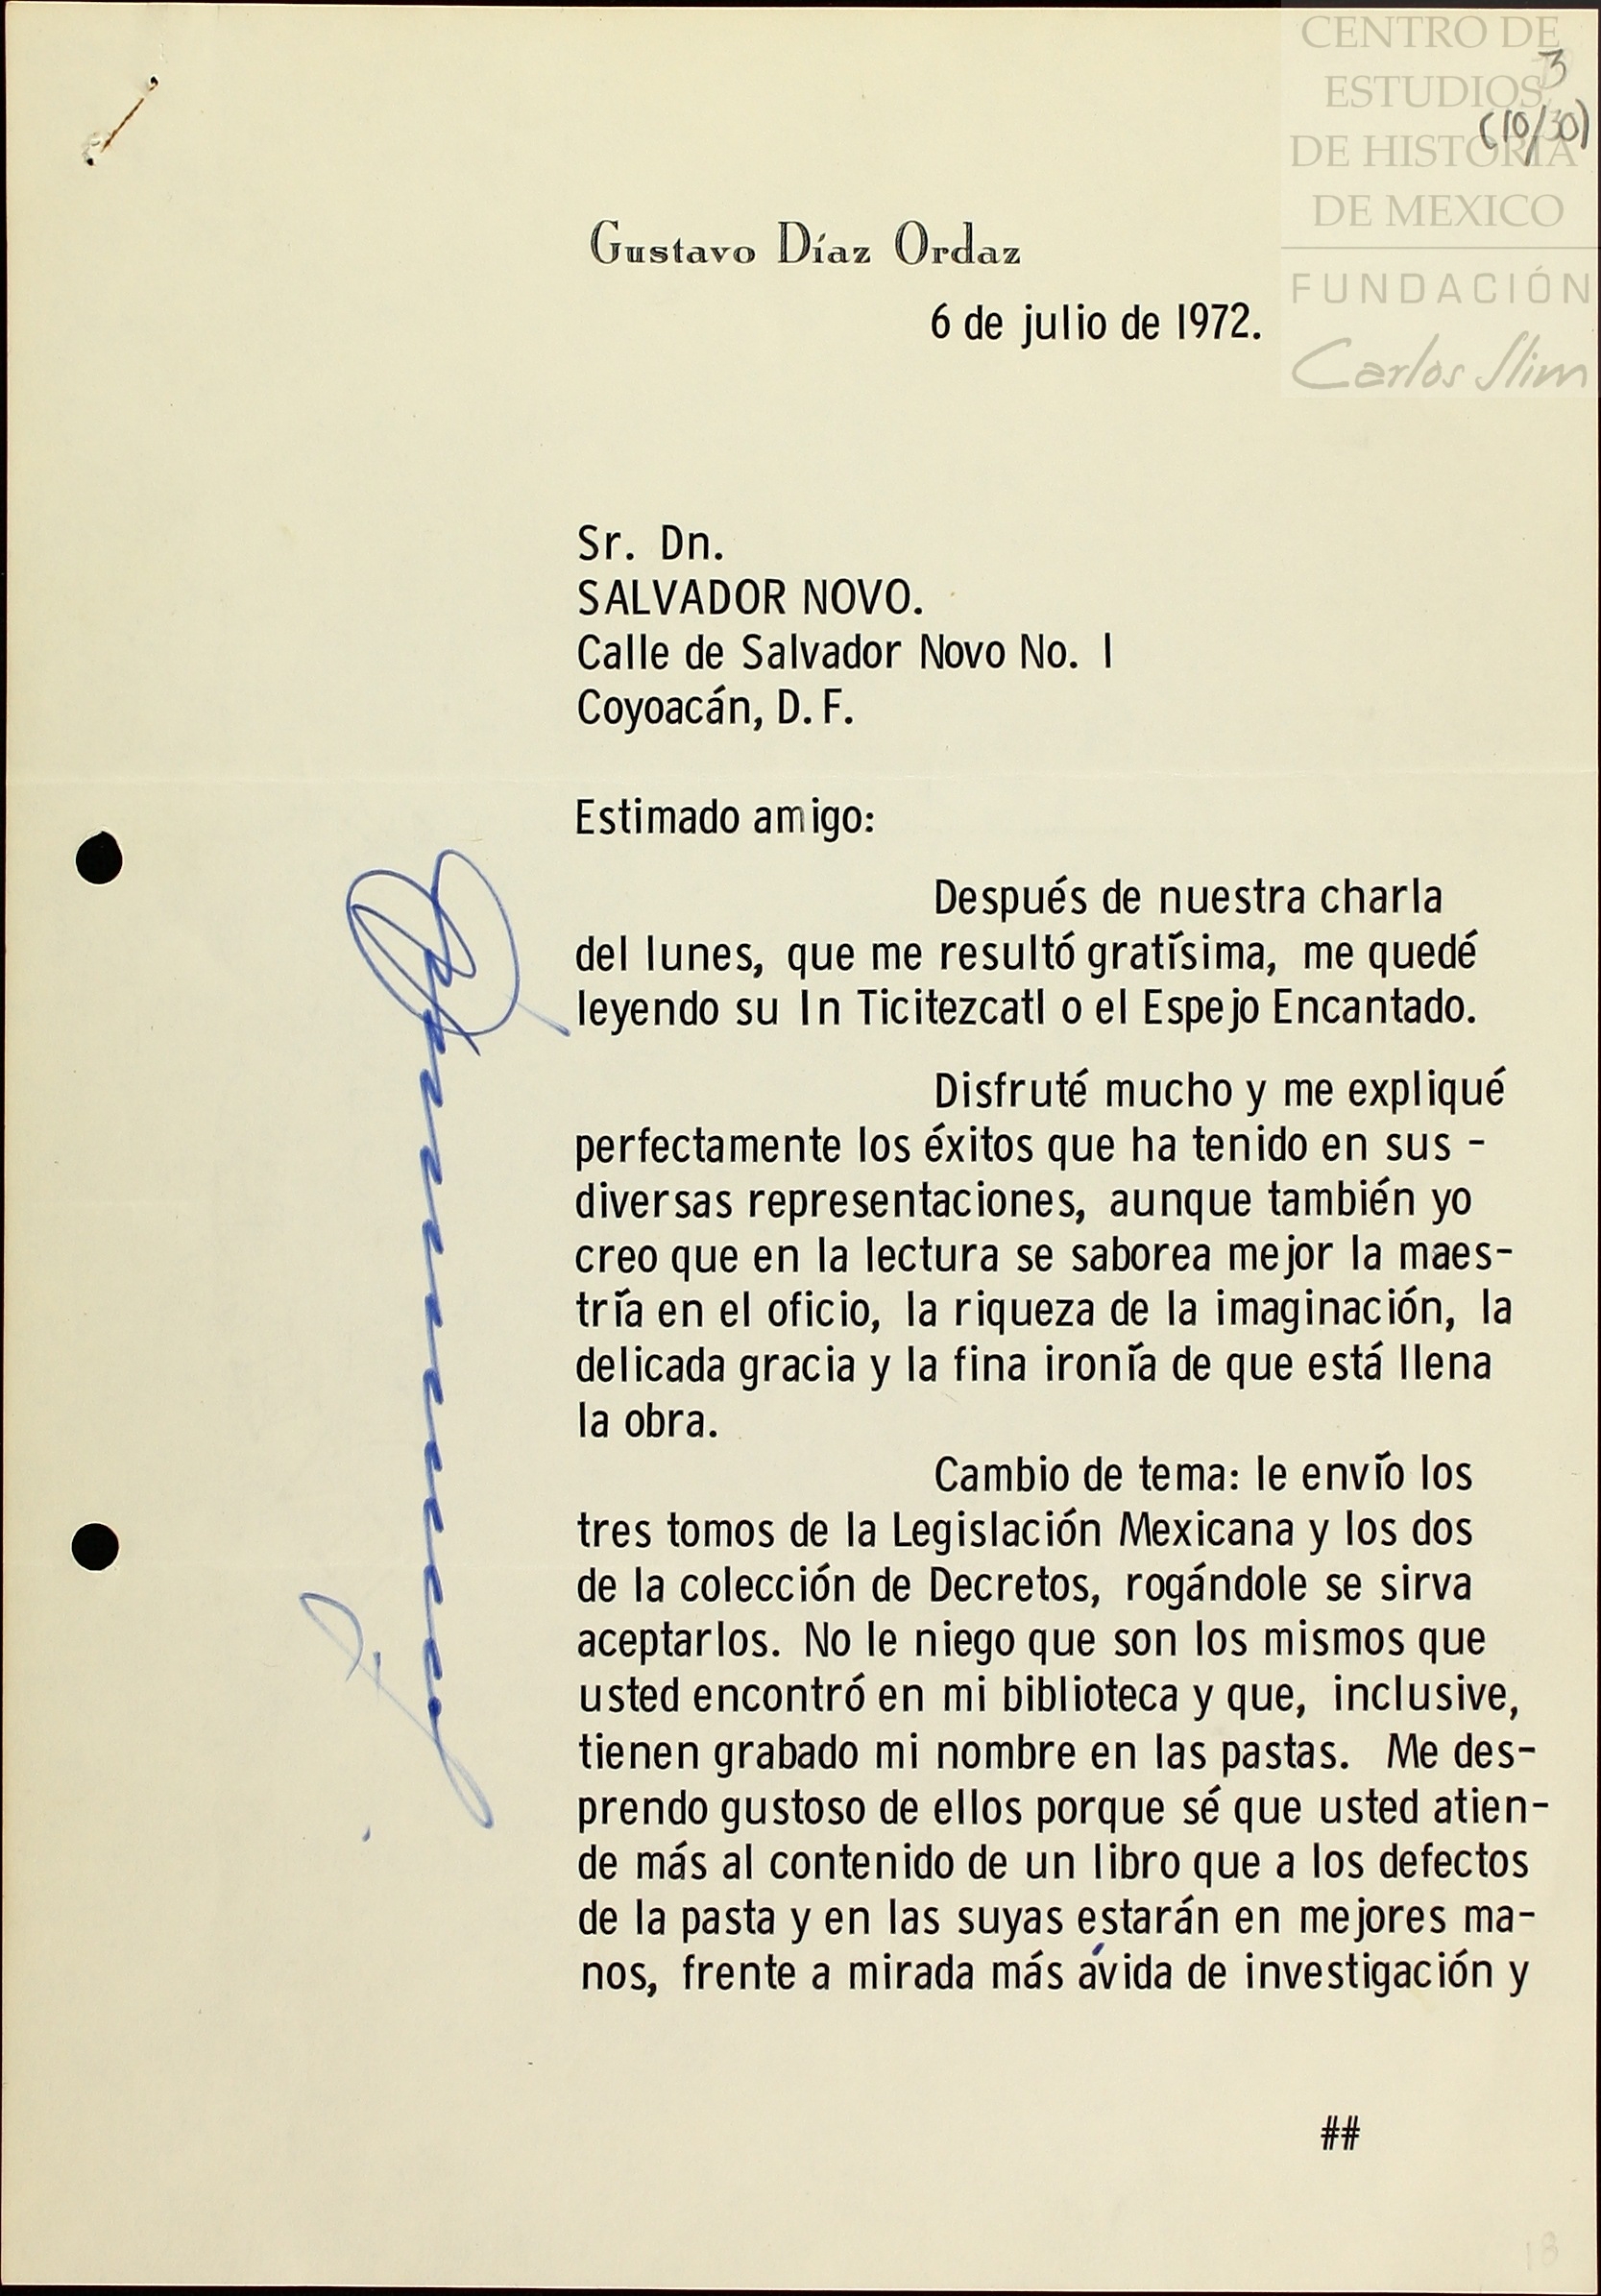 CENTRO DE
ESTUDIOS
DE HISTORIA
DE MEXICO
FUNDACIÓN
Carlos Slim
3
(10/30)
Gustavo Díaz Ordaz
6 de julio de 1972.
Sr. Dn.
SALVADOR NOVO.
Calle de Salvador Novo No. 1
Coyoacán, D. F.
Estimado amigo:
Después de nuestra charla
del lunes, que me resultó gratísima, me quedé
leyendo su In Ticitezcatl o el Espejo Encantado.
Disfruté mucho y me expliqué
perfectamente los éxitos que ha tenido en sus -
diversas representaciones, aunque también yo
creo que en la lectura se saborea mejor la maes-
tría en el oficio, la riqueza de la imaginación, la
delicada gracia y la fina ironía de que está llena
la obra.
Cambio de tema: le envío los
tres tomos de la Legislación Mexicana y los dos
de la colección de Decretos, rogándole se sirva
aceptarlos. No le niego que son los mismos que
usted encontró en mi biblioteca y que, inclusive,
tienen grabado mi nombre en las pastas. Me des-
prendo gustoso de ellos porque sé que usted atien-
de más al contenido de un libro que a los defectos
de la pasta y en las suyas estarán en mejores ma-
nos, frente a mirada más ávida de investigación y
##
18